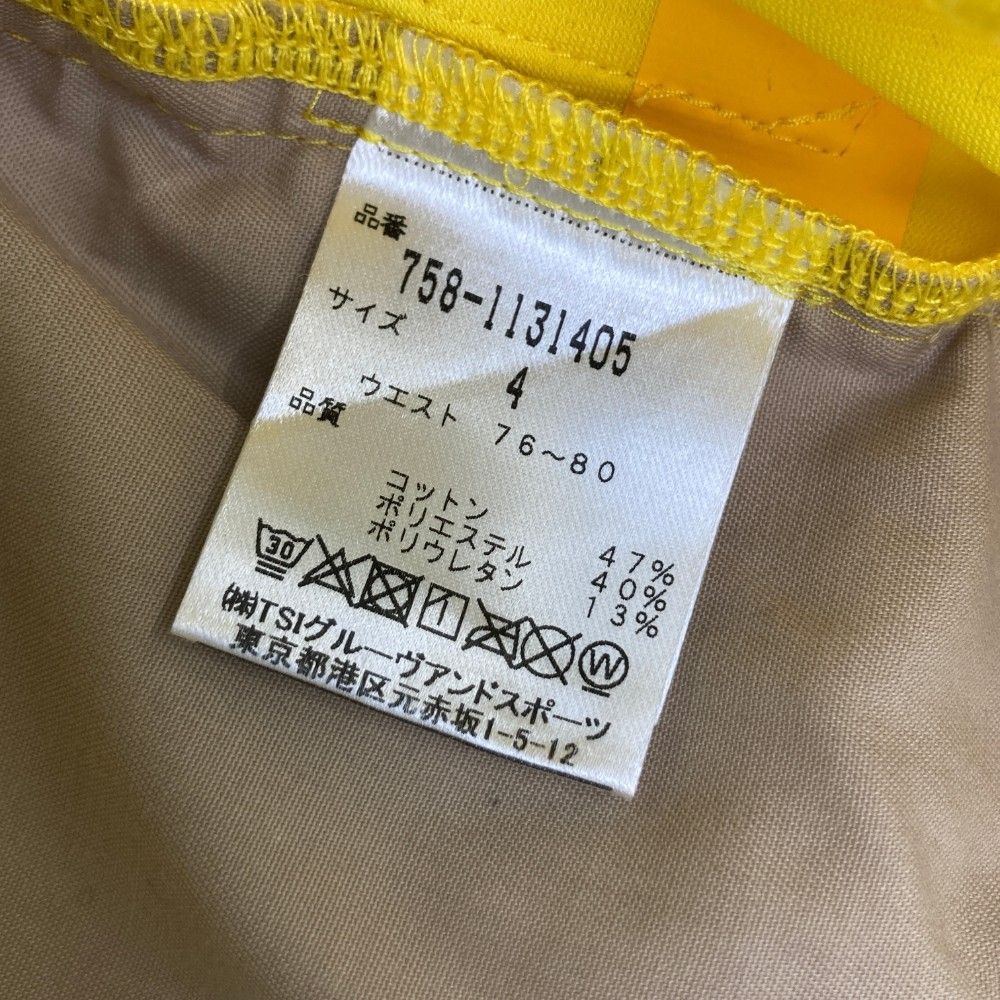 品番
758-1131405
サイズ
4
ウエスト 76～80
品質
コットン 47%
ポリエステル 40%
ポリウレタン 13%
30 1 W
(株)TSIグルーヴアンドスポーツ
東京都港区元赤坂1-5-12